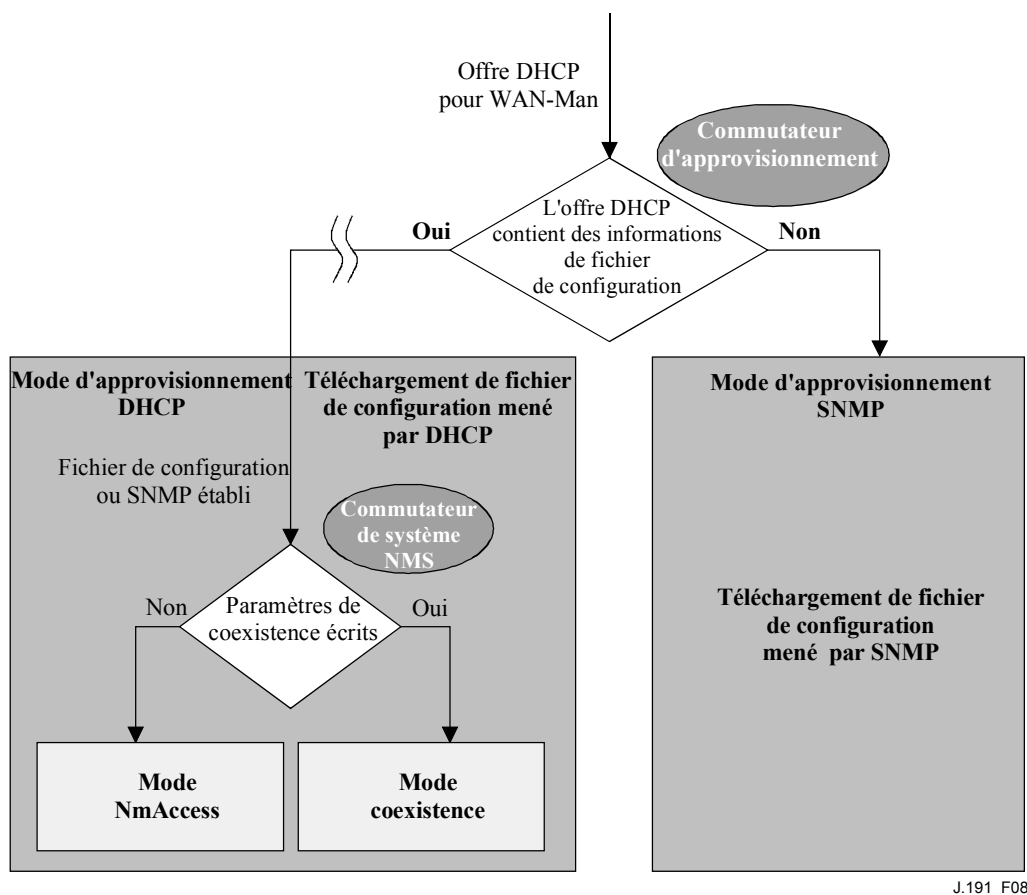 Offre DHCP
pour WAN-Man
Commutateur
d'approvisionnement
L'offre DHCP
contient des informations
de fichier
de configuration
Oui
Non
Mode d'approvisionnement
DHCP
Téléchargement de fichier
de configuration mené
par DHCP
Mode d'approvisionnement
SNMP
Fichier de configuration
ou SNMP établi
Commutateur
de système
NMS
Non
Paramètres de
coexistence écrits
Oui
Téléchargement de fichier
de configuration
mené par SNMP
Mode
NmAccess
Mode
coexistence
J.191_F08